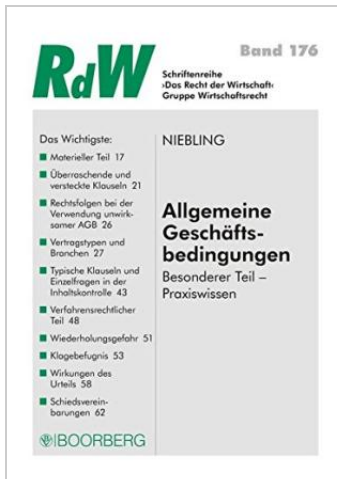 Band 176
RdW
Schriftenreihe
›Das Recht der Wirtschaft‹
Gruppe Wirtschaftsrecht
Das Wichtigste:
Materieller Teil 17
Überraschende und
versteckte Klauseln 21
Rechtsfolgen bei der
Verwendung unwirk-
samer AGB 26
Vertragstypen und
Branchen 27
Typische Klauseln und
Einzelfragen in der
Inhaltskontrolle 43
Verfahrensrechtlicher
Teil 48
Wiederholungsgefahr 51
Klagebefugnis 53
Wirkungen des
Urteils 58
Schiedsverein-
barungen 62
NIEBLING
Allgemeine
Geschäfts-
bedingungen
Besonderer Teil –
Praxiswissen
BOORBERG